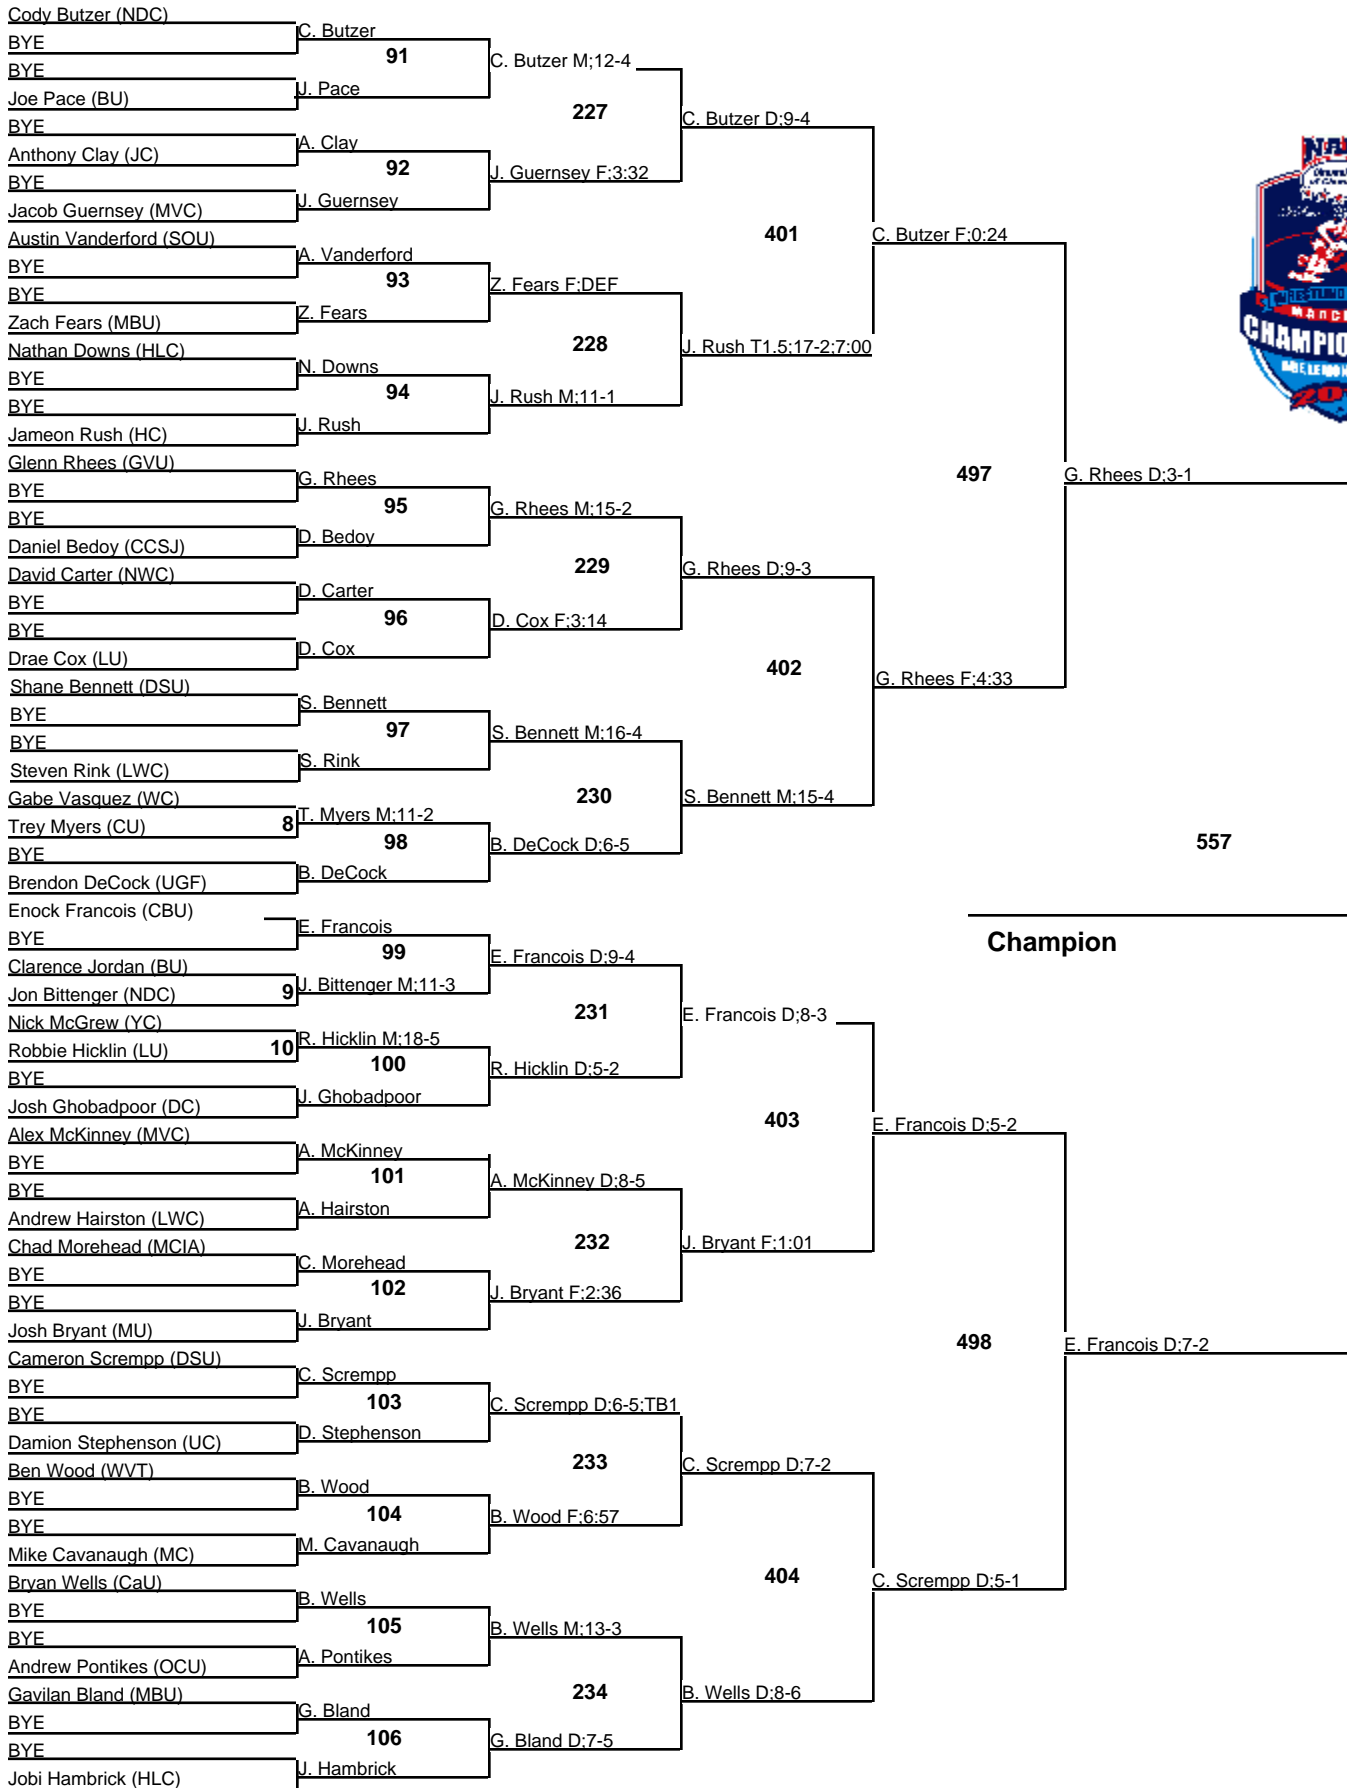 Cody Butzer (NDC)
BYE
BYE
Joe Pace (BU)
BYE
Anthony Clay (JC)
BYE
Jacob Guernsey (MVC)
Austin Vanderford (SOU)
BYE
BYE
Zach Fears (MBU)
Nathan Downs (HLC)
BYE
BYE
Jameon Rush (HC)
Glenn Rhees (GVU)
BYE
BYE
Daniel Bedoy (CCSJ)
David Carter (NWC)
BYE
BYE
Drae Cox (LU)
Shane Bennett (DSU)
BYE
BYE
Steven Rink (LWC)
Gabe Vasquez (WC)
Trey Myers (CU) 8
BYE
Brendon DeCock (UGF)
Enock Francois (CBU)
BYE
Clarence Jordan (BU)
Jon Bittenger (NDC) 9
Nick McGrew (YC)
Robbie Hicklin (LU) 10
BYE
Josh Ghobadpoor (DC)
Alex McKinney (MVC)
BYE
BYE
Andrew Hairston (LWC)
Chad Morehead (MCIA)
BYE
BYE
Josh Bryant (MU)
Cameron Scrempp (DSU)
BYE
BYE
Damion Stephenson (UC)
Ben Wood (WVT)
BYE
BYE
Mike Cavanaugh (MC)
Bryan Wells (CaU)
BYE
BYE
Andrew Pontikes (OCU)
Gavilan Bland (MBU)
BYE
BYE
Jobi Hambrick (HLC)
C. Butzer
91
J. Pace
A. Clay
92
J. Guernsey
A. Vanderford
93
Z. Fears
N. Downs
94
J. Rush
G. Rhees
95
D. Bedoy
D. Carter
96
D. Cox
S. Bennett
97
S. Rink
T. Myers M;11-2
98
B. DeCock
E. Francois
99
J. Bittenger M;11-3
R. Hicklin M;18-5
100
J. Ghobadpoor
A. McKinney
101
A. Hairston
C. Morehead
102
J. Bryant
C. Scrempp
103
D. Stephenson
B. Wood
104
M. Cavanaugh
B. Wells
105
A. Pontikes
G. Bland
106
J. Hambrick
C. Butzer M;12-4
227
J. Guernsey F;3:32
Z. Fears F;DEF
228
J. Rush M;11-1
G. Rhees M;15-2
229
D. Cox F;3:14
S. Bennett M;16-4
230
B. DeCock D;6-5
E. Francois D;9-4
231
R. Hicklin D;5-2
A. McKinney D;8-5
232
J. Bryant F;2:36
C. Scrempp D;6-5;TB1
233
B. Wood F;6:57
B. Wells M;13-3
234
G. Bland D;7-5
C. Butzer D;9-4
401
J. Rush T1.5;17-2;7:00
G. Rhees D;9-3
402
S. Bennett M;15-4
E. Francois D;8-3
403
J. Bryant F;1:01
C. Scrempp D;7-2
404
B. Wells D;8-6
C. Butzer F;0:24
497
G. Rhees F;4:33
E. Francois D;5-2
498
C. Scrempp D;5-1
G. Rhees D;3-1
557
E. Francois D;7-2
Champion